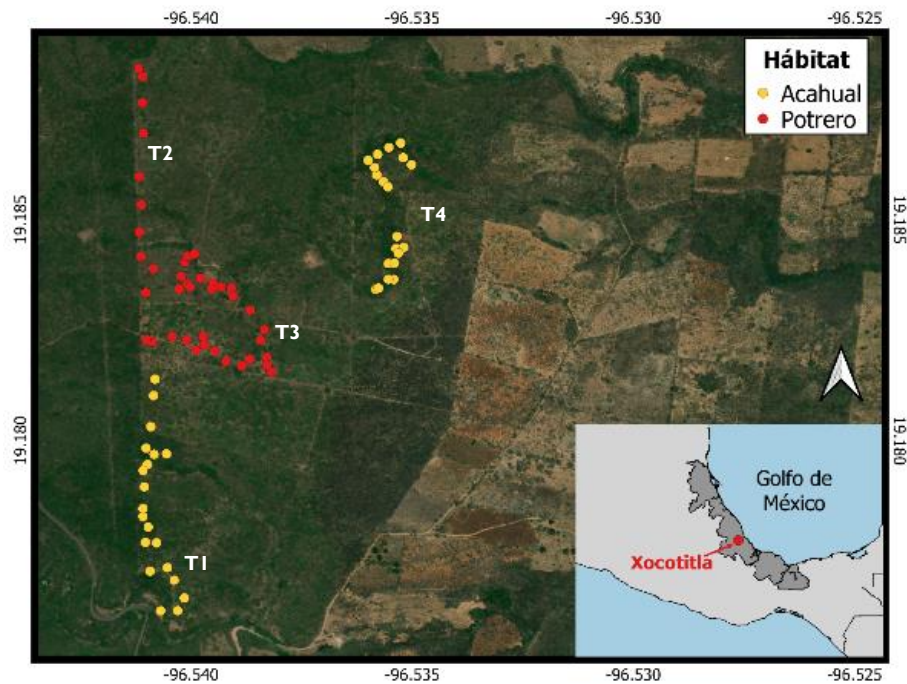 -96.540
-96.535
-96.530
-96.525
Hábitat
Acahual
Potrero
T2
T4
19.185
19.185
T3
19.180
19.180
T1
Golfo de
México
Xocotitla
-96.540
-96.535
-96.530
-96.525